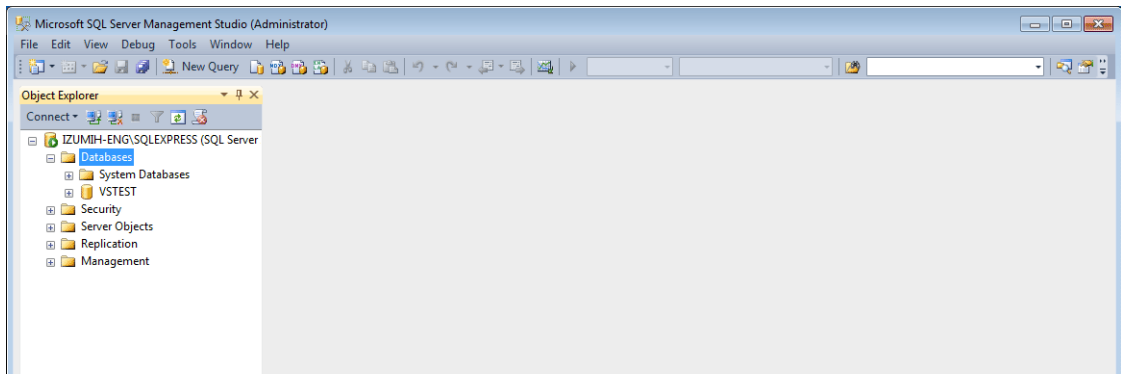 Microsoft SQL Server Management Studio (Administrator)
File Edit View Debug Tools Window Help
New Query
Object Explorer
Connect
IZUMIH-ENG\SQLEXPRESS (SQL Server
Databases
System Databases
VSTEST
Security
Server Objects
Replication
Management